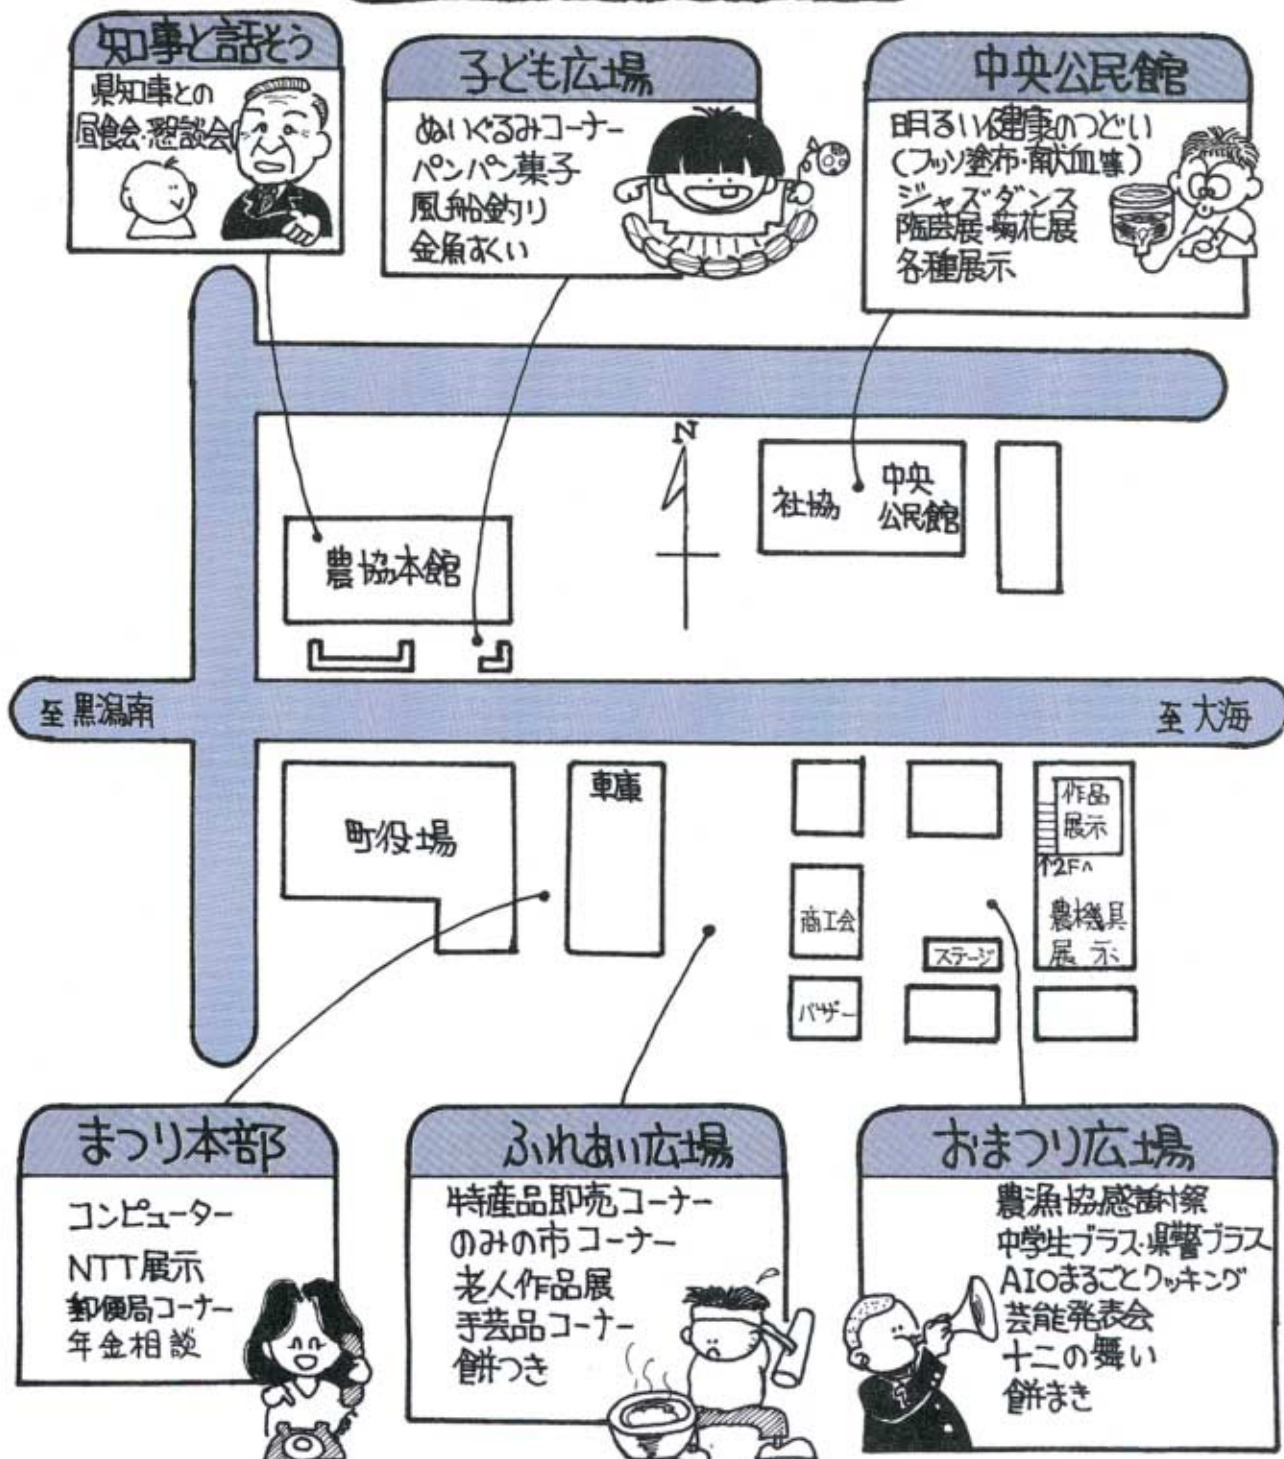 知事と話そう
県知事との
昼食会・懇談会
子ども広場
ぬいぐるみコーナー
パンパン菓子
風船釣り
金魚すくい
中央公民館
明るい健康のつどい
(フッソ塗布・献血等)
ジャズダンス
陶芸展・菊花展
各種展示
N
社協
中央
公民館
農協本館
至黒潟南
至大海
町役場
車庫
商工会
バザー
ステージ
作品
展示
↑2Fへ
農機具
展示
まつり本部
コンピューター
NTT展示
郵便局コーナー
年金相談
ふれあい広場
特産品即売コーナー
のみの市コーナー
老人作品展
手芸品コーナー
餅つき
おまつり広場
農漁協感謝祭
中学生ブラス・県警ブラス
AIOまるごとクッキング
芸能発表会
十二の舞い
餅まき